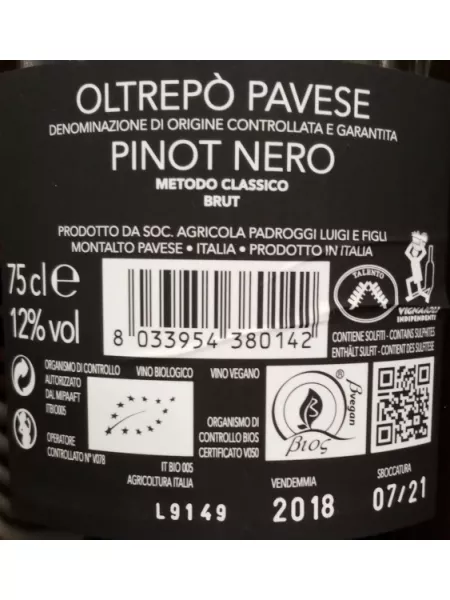 OLTREPÒ PAVESE
DENOMINAZIONE DI ORIGINE CONTROLLATA E GARANTITA
PINOT NERO
METODO CLASSICO
BRUT
PRODOTTO DA SOC. AGRICOLA PADROGGI LUIGI E FIGLI
MONTALTO PAVESE • ITALIA • PRODOTTO IN ITALIA
75 cl e
12% vol
8 033954 380142
TALENTO
VIGNAIOLI
INDIPENDENTI
CONTIENE SOLFITI - CONTAINS SULPHITES
ENTHÄLT SULFIT - CONTIENT DES SULFITESE
ORGANISMO DI CONTROLLO
AUTORIZZATO
DAL MIPAAFT
ITBIO005
OPERATORE
CONTROLLATO N° V078
VINO BIOLOGICO
IT BIO 005
AGRICOLTURA ITALIA
VINO VEGANO
ORGANISMO DI
CONTROLLO BIOS
CERTIFICATO V050
βvegan
βιος
VENDEMMIA
2018
SBOCCATURA
07/21
L9149